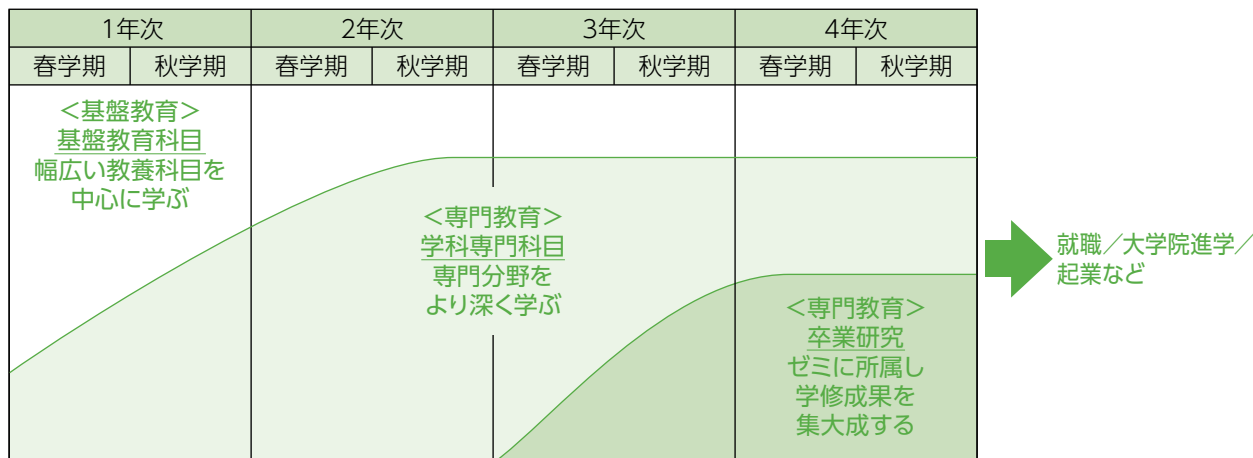 1年次 2年次 3年次 4年次
春学期 秋学期 春学期 秋学期 春学期 秋学期 春学期 秋学期
＜基盤教育＞
基盤教育科目
幅広い教養科目を
中心に学ぶ
＜専門教育＞
学科専門科目
専門分野を
より深く学ぶ
＜専門教育＞
卒業研究
ゼミに所属し
学修成果を
集大成する
就職／大学院進学／
起業など